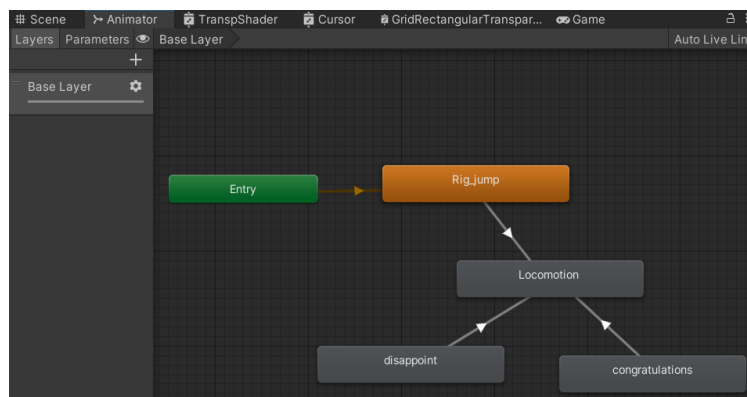 Scene Animator TranspShader Cursor GridRectangularTranspar... Game
Layers Parameters Base Layer Auto Live Lin
Base Layer
Entry
Rig_jump
Locomotion
disappoint
congratulations